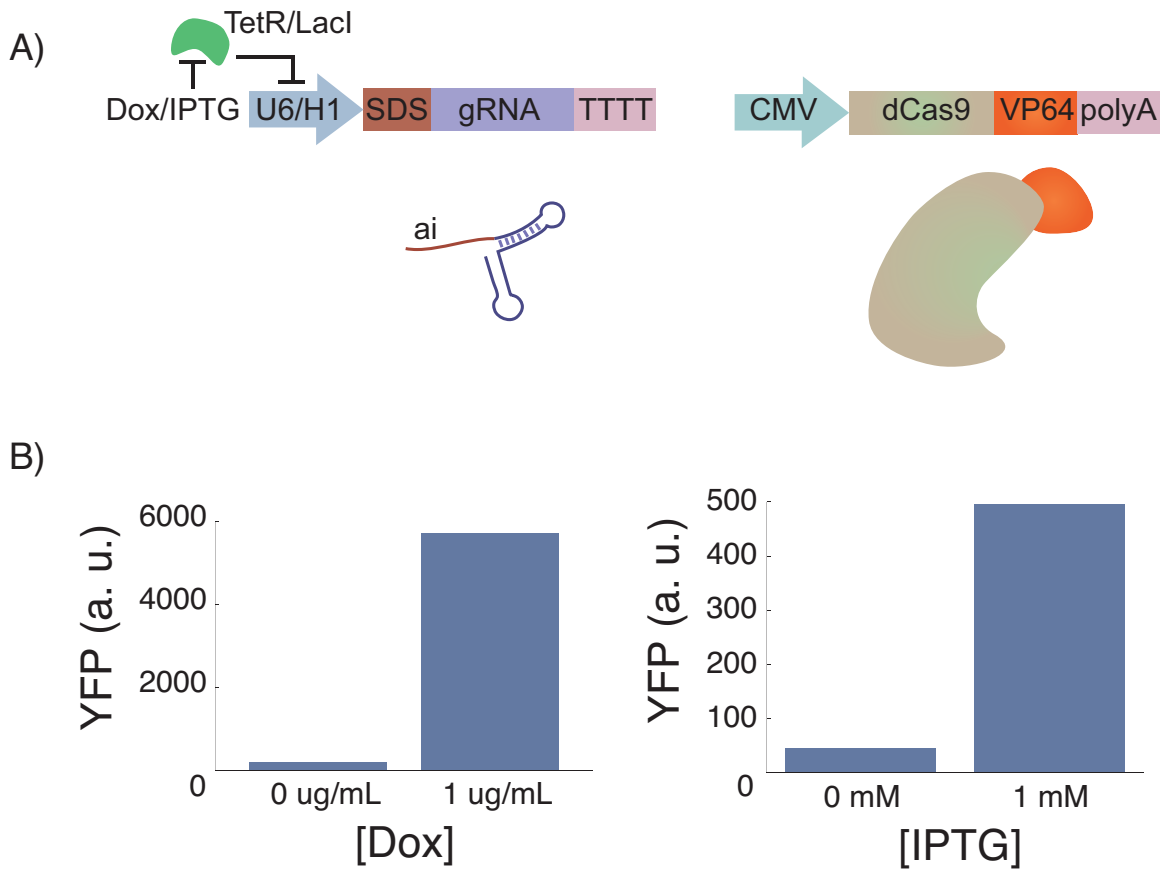 A)
TetR/LacI
Dox/IPTG U6/H1 SDS gRNA TTTT
CMV dCas9 VP64 polyA
ai
B)
YFP (a. u.)
6000
4000
2000
0
0 ug/mL 1 ug/mL
[Dox]
YFP (a. u.)
500
400
300
200
100
0
0 mM 1 mM
[IPTG]